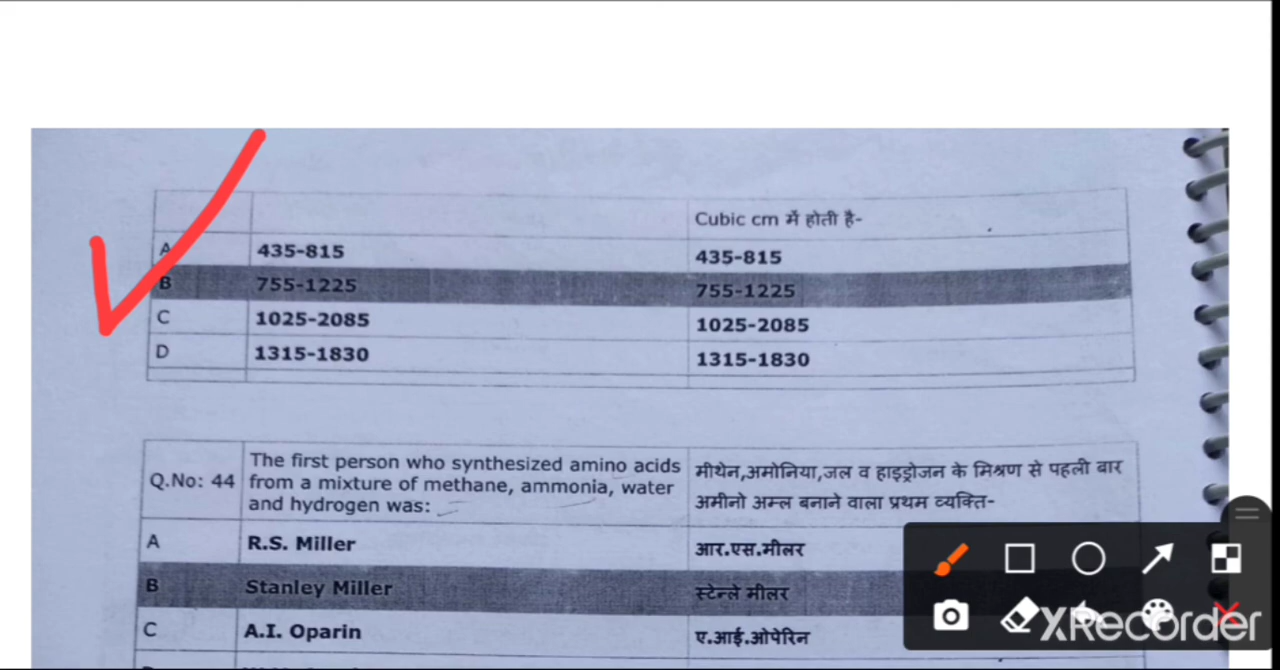 Cubic cm में होती है-
A 435-815 435-815
B 755-1225 755-1225
C 1025-2085 1025-2085
D 1315-1830 1315-1830
Q.No: 44 The first person who synthesized amino acids
from a mixture of methane, ammonia, water
and hydrogen was:
मीथेन,अमोनिया,जल व हाइड्रोजन के मिश्रण से पहली बार
अमीनो अम्ल बनाने वाला प्रथम व्यक्ति-
A R.S. Miller आर.एस.मीलर
B Stanley Miller स्टेन्ले मीलर
C A.I. Oparin ए.आई.ओपेरिन
XRecorder